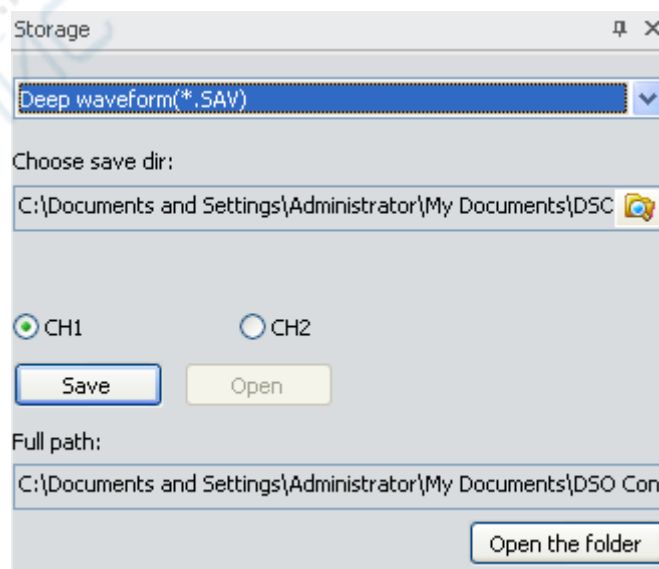 Storage
Deep waveform(*.SAV)
Choose save dir:
C:\Documents and Settings\Administrator\My Documents\DSC
CH1 CH2
Save Open
Full path:
C:\Documents and Settings\Administrator\My Documents\DSO Con
Open the folder